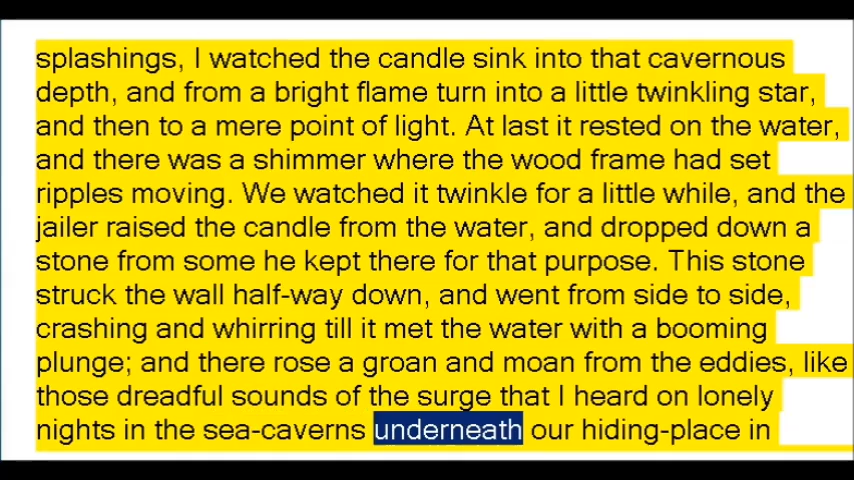 splashings, I watched the candle sink into that cavernous
depth, and from a bright flame turn into a little twinkling star,
and then to a mere point of light. At last it rested on the water,
and there was a shimmer where the wood frame had set
ripples moving. We watched it twinkle for a little while, and the
jailer raised the candle from the water, and dropped down a
stone from some he kept there for that purpose. This stone
struck the wall half-way down, and went from side to side,
crashing and whirring till it met the water with a booming
plunge; and there rose a groan and moan from the eddies, like
those dreadful sounds of the surge that I heard on lonely
nights in the sea-caverns underneath our hiding-place in